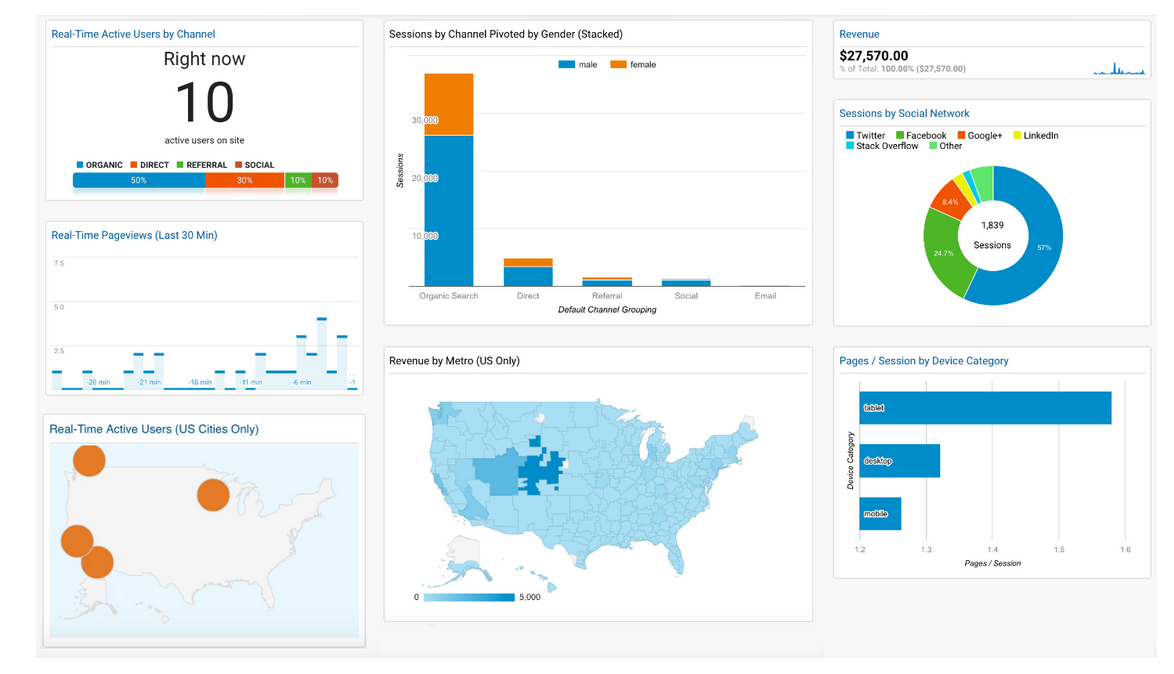 Real-Time Active Users by Channel
Right now
10
active users on site
ORGANIC DIRECT REFERRAL SOCIAL
50% 30% 10% 10%
Real-Time Pageviews (Last 30 Min)
7.5
5.0
2.5
-26 min -21 min -16 min -11 min -6 min -1
...
Real-Time Active Users (US Cities Only)
Sessions by Channel Pivoted by Gender (Stacked)
male female
30,000
20,000
10,000
Sessions
Organic Search Direct Referral Social Email
Default Channel Grouping
Revenue by Metro (US Only)
0 5,000
Revenue
$27,570.00
% of Total: 100.00% ($27,570.00)
Sessions by Social Network
Twitter Facebook Google+ LinkedIn
Stack Overflow Other
8.4%
24.7%
57%
1,839
Sessions
Pages / Session by Device Category
Device Category
tablet
desktop
mobile
1.2 1.3 1.4 1.5 1.6
Pages / Session